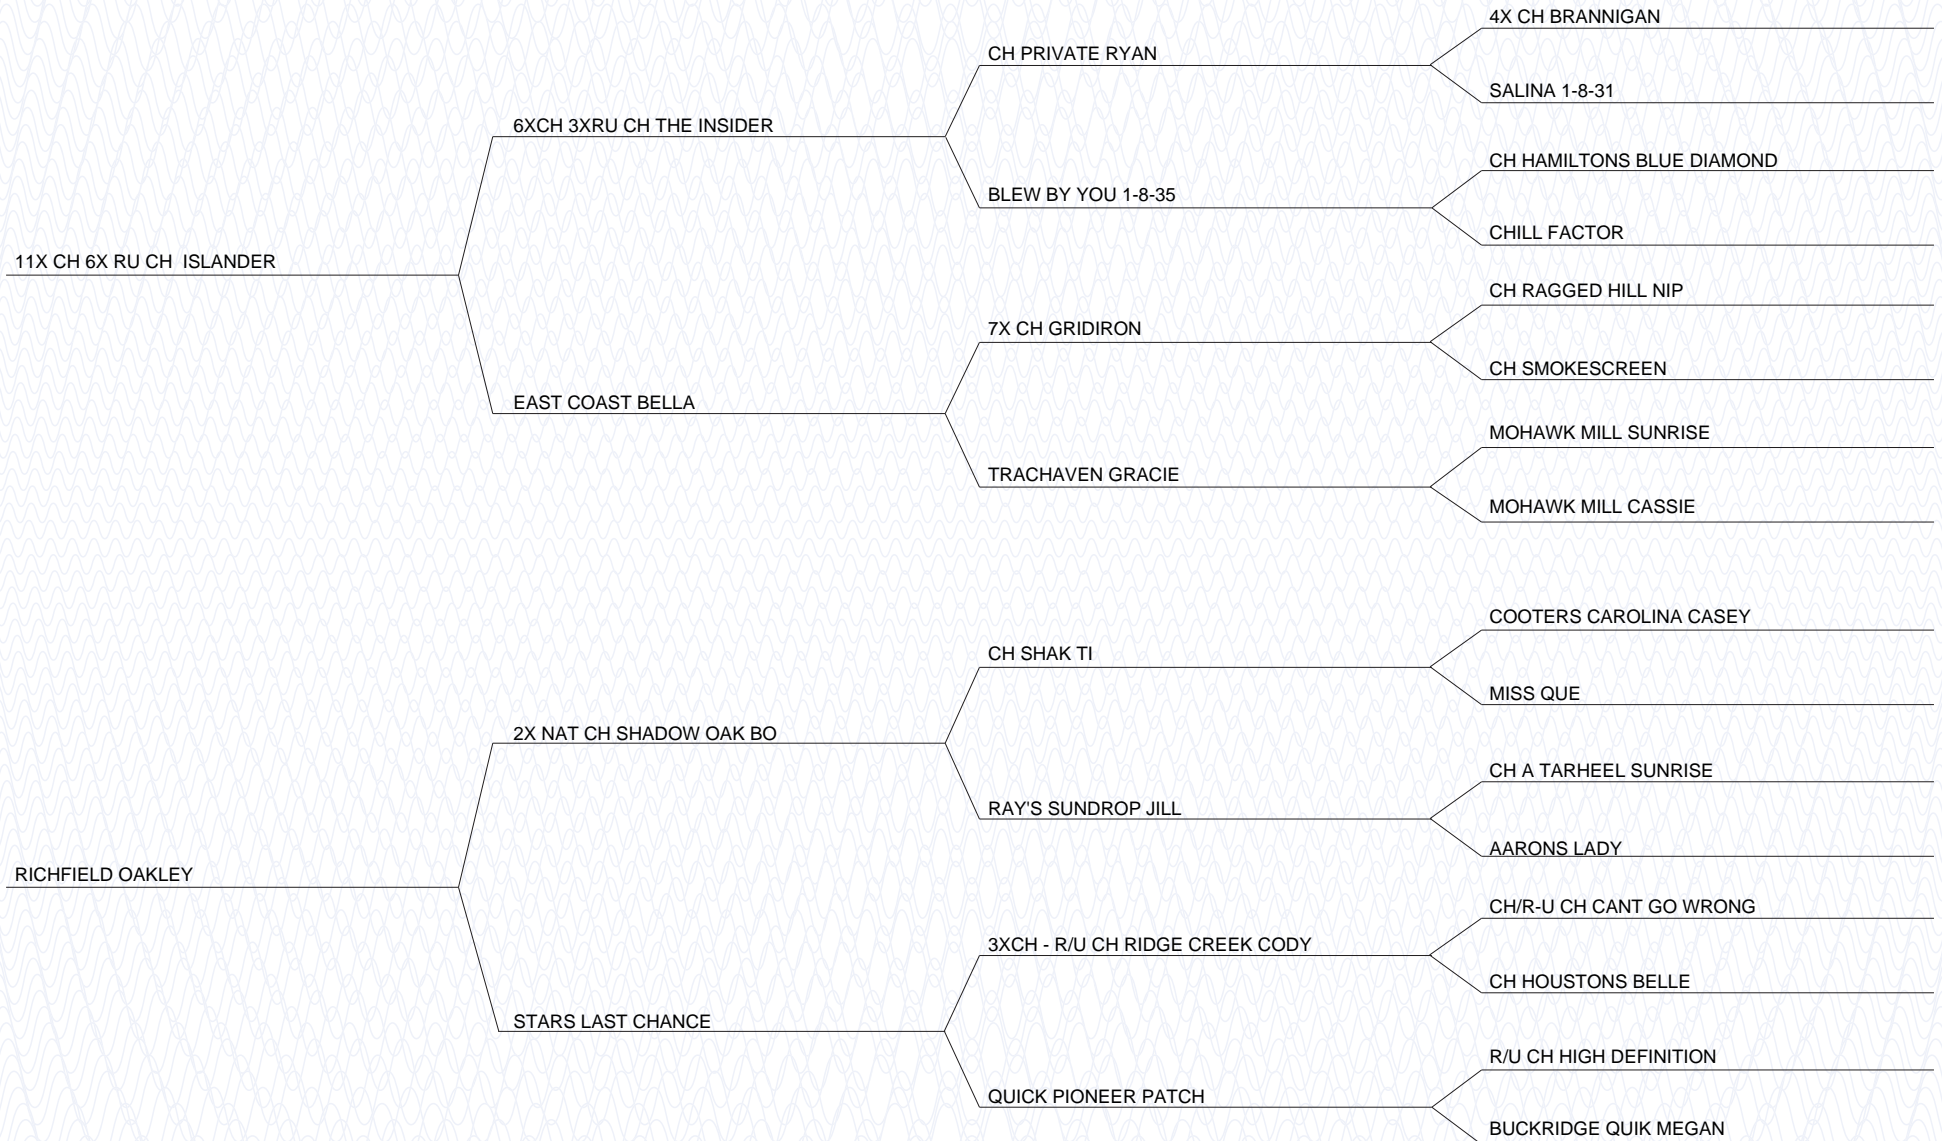 4X CH BRANNIGAN
CH PRIVATE RYAN
SALINA 1-8-31
6XCH 3XRU CH THE INSIDER
CH HAMILTONS BLUE DIAMOND
BLEW BY YOU 1-8-35
CHILL FACTOR
11X CH 6X RU CH  ISLANDER
CH RAGGED HILL NIP
7X CH GRIDIRON
CH SMOKESCREEN
EAST COAST BELLA
MOHAWK MILL SUNRISE
TRACHAVEN GRACIE
MOHAWK MILL CASSIE
COOTERS CAROLINA CASEY
CH SHAK TI
MISS QUE
2X NAT CH SHADOW OAK BO
CH A TARHEEL SUNRISE
RAY'S SUNDROP JILL
AARONS LADY
RICHFIELD OAKLEY
CH/R-U CH CANT GO WRONG
3XCH - R/U CH RIDGE CREEK CODY
CH HOUSTONS BELLE
STARS LAST CHANCE
R/U CH HIGH DEFINITION
QUICK PIONEER PATCH
BUCKRIDGE QUIK MEGAN